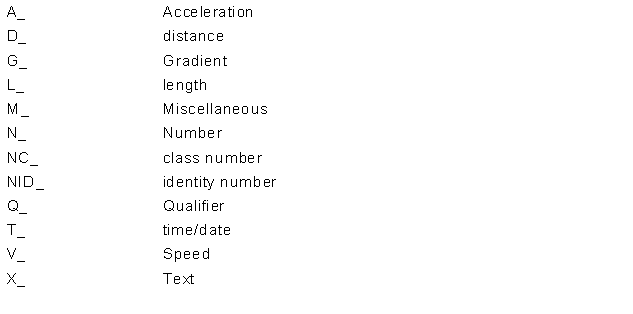 A_ Acceleration
D_ distance
G_ Gradient
L_ length
M_ Miscellaneous
N_ Number
NC_ class number
NID_ identity number
Q_ Qualifier
T_ time/date
V_ Speed
X_ Text